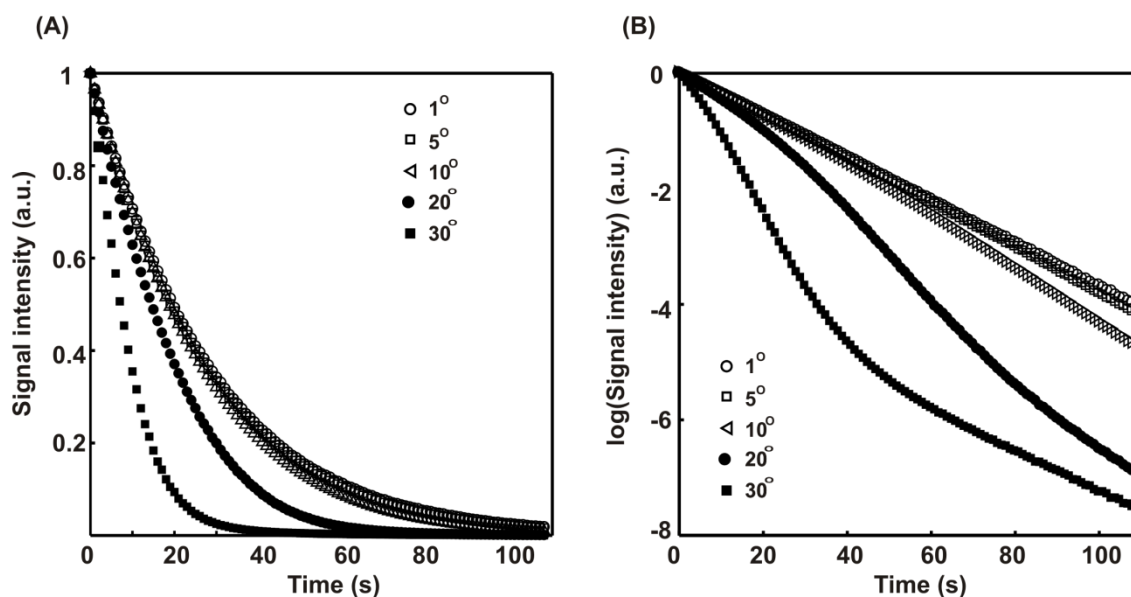 (A)
Signal intensity (a.u.)
1
0.8
0.6
0.4
0.2
0 20 40 60 80 100
Time (s)
1°
5°
10°
20°
30°
(B)
log(Signal intensity) (a.u.)
0
-2
-4
-6
-8
0 20 40 60 80 100
Time (s)
1°
5°
10°
20°
30°